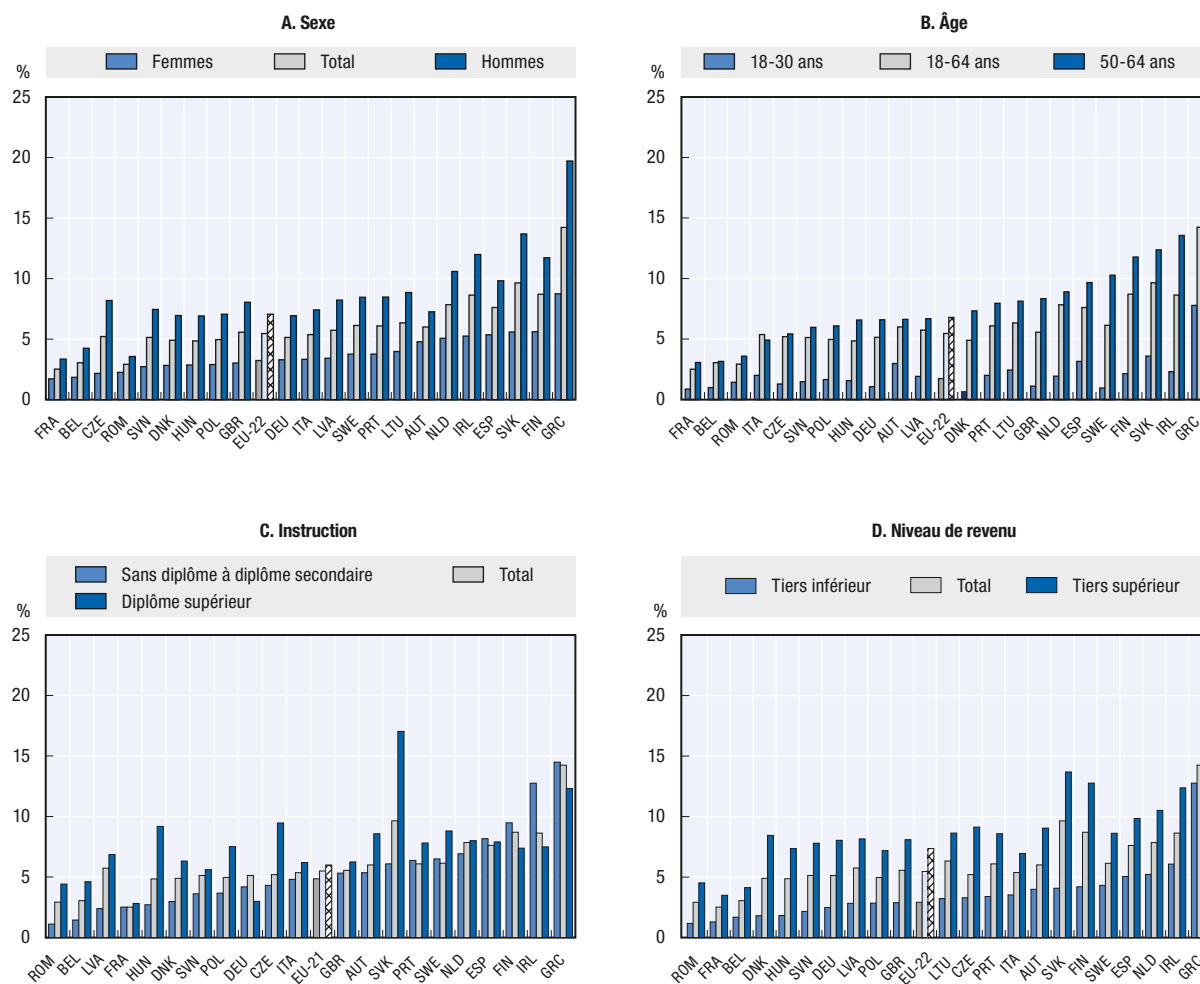 A. Sexe
Femmes Total Hommes
%
25
20
15
10
5
0
FRA BEL CZE ROM SVN DNK HUN POL GBR EU-22 DEU ITA LVA SWE PRT LTU AUT NLD IRL ESP SVK FIN GRC
B. Âge
18-30 ans 18-64 ans 50-64 ans
%
25
20
15
10
5
0
FRA BEL ROM ITA CZE SVN POL HUN DEU AUT LVA EU-22 DNK PRT LTU GBR NLD ESP SWE FIN SVK IRL GRC
C. Instruction
Sans diplôme à diplôme secondaire Total
Diplôme supérieur
%
25
20
15
10
5
0
ROM BEL LVA FRA HUN DNK SVN POL DEU CZE ITA EU-21 GBR AUT SVK PRT SWE NLD ESP FIN IRL GRC
D. Niveau de revenu
Tiers inférieur Total Tiers supérieur
%
25
20
15
10
5
0
ROM FRA BEL DNK HUN SVN DEU LVA POL GBR EU-22 LTU CZE PRT ITA AUT SVK FIN SWE ESP NLD IRL GRC